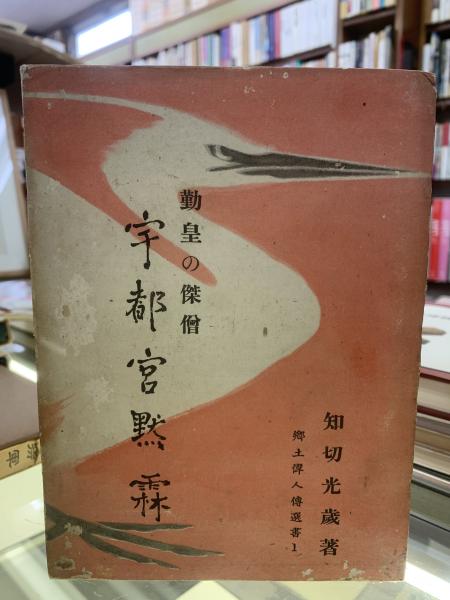 勤皇の傑僧
宇都宮黙霖
知切光歳著
郷土偉人傳選書1